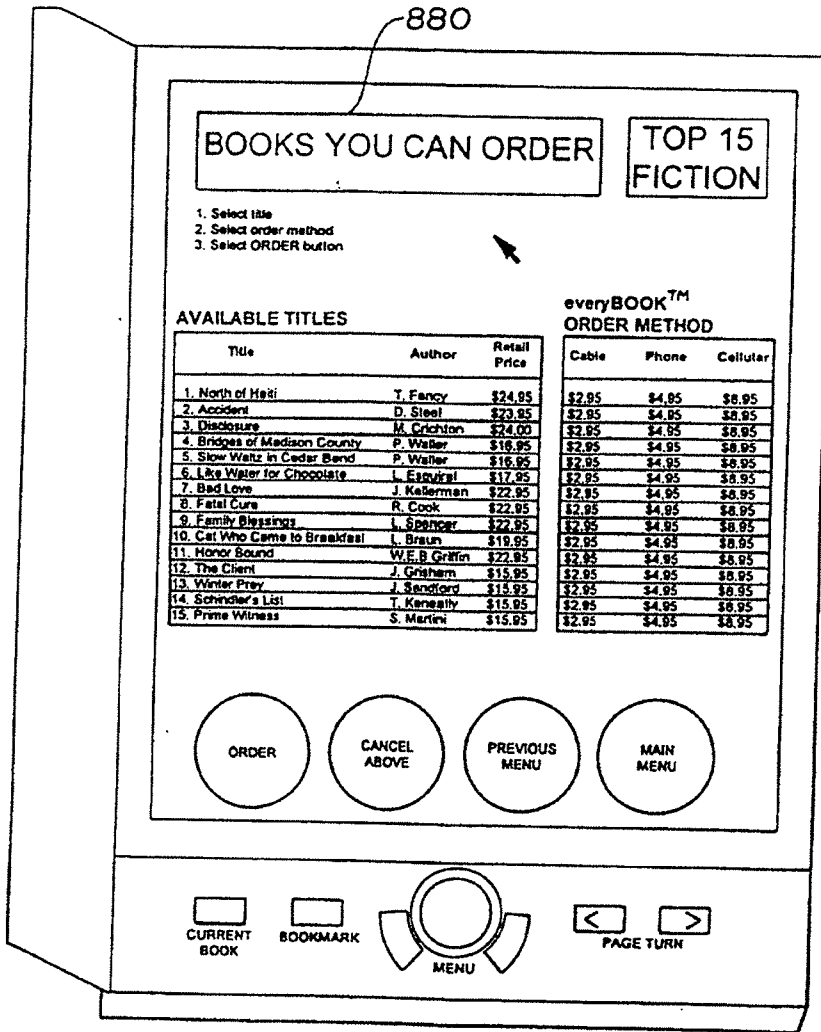 880
BOOKS YOU CAN ORDER
TOP 15
FICTION
1. Select title
2. Select order method
3. Select ORDER button
AVAILABLE TITLES
everyBOOK™
ORDER METHOD
Title Author Retail Price Cable Phone Cellular
1. North of Haiti T. Fancy $24.95 $2.95 $4.95 $8.95
2. Accident D. Steel $23.95 $2.95 $4.95 $8.95
3. Disclosure M. Crichton $24.00 $2.95 $4.95 $8.95
4. Bridges of Madison County P. Waller $16.95 $2.95 $4.95 $8.95
5. Slow Waltz in Cedar Bend P. Waller $16.95 $2.95 $4.95 $8.95
6. Like Water for Chocolate L. Esquiral $17.95 $2.95 $4.95 $8.95
7. Bad Love J. Kellerman $22.95 $2.95 $4.95 $8.95
8. Fatal Cure R. Cook $22.95 $2.95 $4.95 $8.95
9. Family Blessings L. Spencer $22.95 $2.95 $4.95 $8.95
10. Cat Who Came to Breakfast L. Braun $19.95 $2.95 $4.95 $8.95
11. Honor Bound W.E.B Griffin $22.95 $2.95 $4.95 $8.95
12. The Client J. Grisham $15.95 $2.95 $4.95 $8.95
13. Winter Prey J. Sandford $15.95 $2.95 $4.95 $8.95
14. Schindler's List T. Keneally $15.95 $2.95 $4.95 $8.95
15. Prime Witness S. Martini $15.95 $2.95 $4.95 $8.95
ORDER
CANCEL
ABOVE
PREVIOUS
MENU
MAIN
MENU
CURRENT
BOOK
BOOKMARK
MENU
< >
PAGE TURN